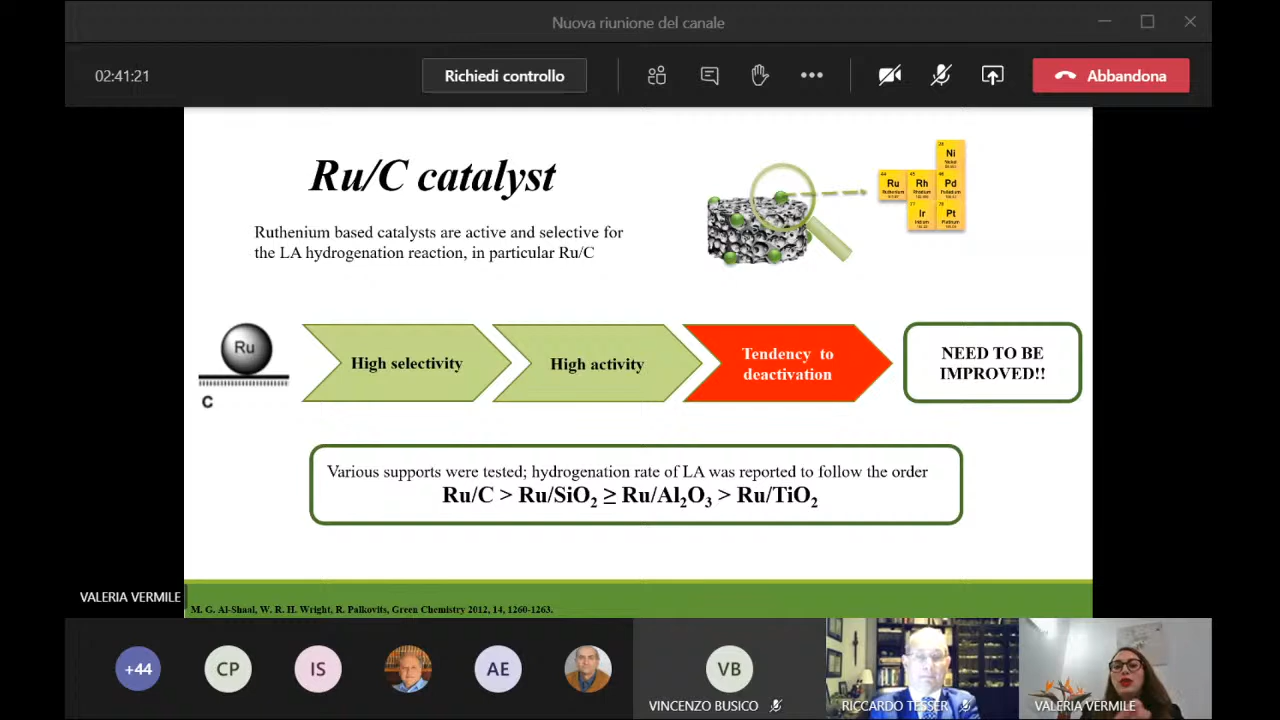 Nuova riunione del canale
02:41:21
Richiedi controllo
Abbandona
Ru/C catalyst
Ruthenium based catalysts are active and selective for
the LA hydrogenation reaction, in particular Ru/C
Ni
Ru Rh Pd
Ir Pt
Ru
C
High selectivity
High activity
Tendency to
deactivation
NEED TO BE
IMPROVED!!
Various supports were tested; hydrogenation rate of LA was reported to follow the order
Ru/C > Ru/SiO₂ ≥ Ru/Al₂O₃ > Ru/TiO₂
VALERIA VERMILE
M. G. Al-Shaal, W. R. H. Wright, R. Palkovits, Green Chemistry 2012, 14, 1260-1263.
+44
CP
IS
AE
VB
VINCENZO BUSICO
RICCARDO TESSER
VALERIA VERMILE